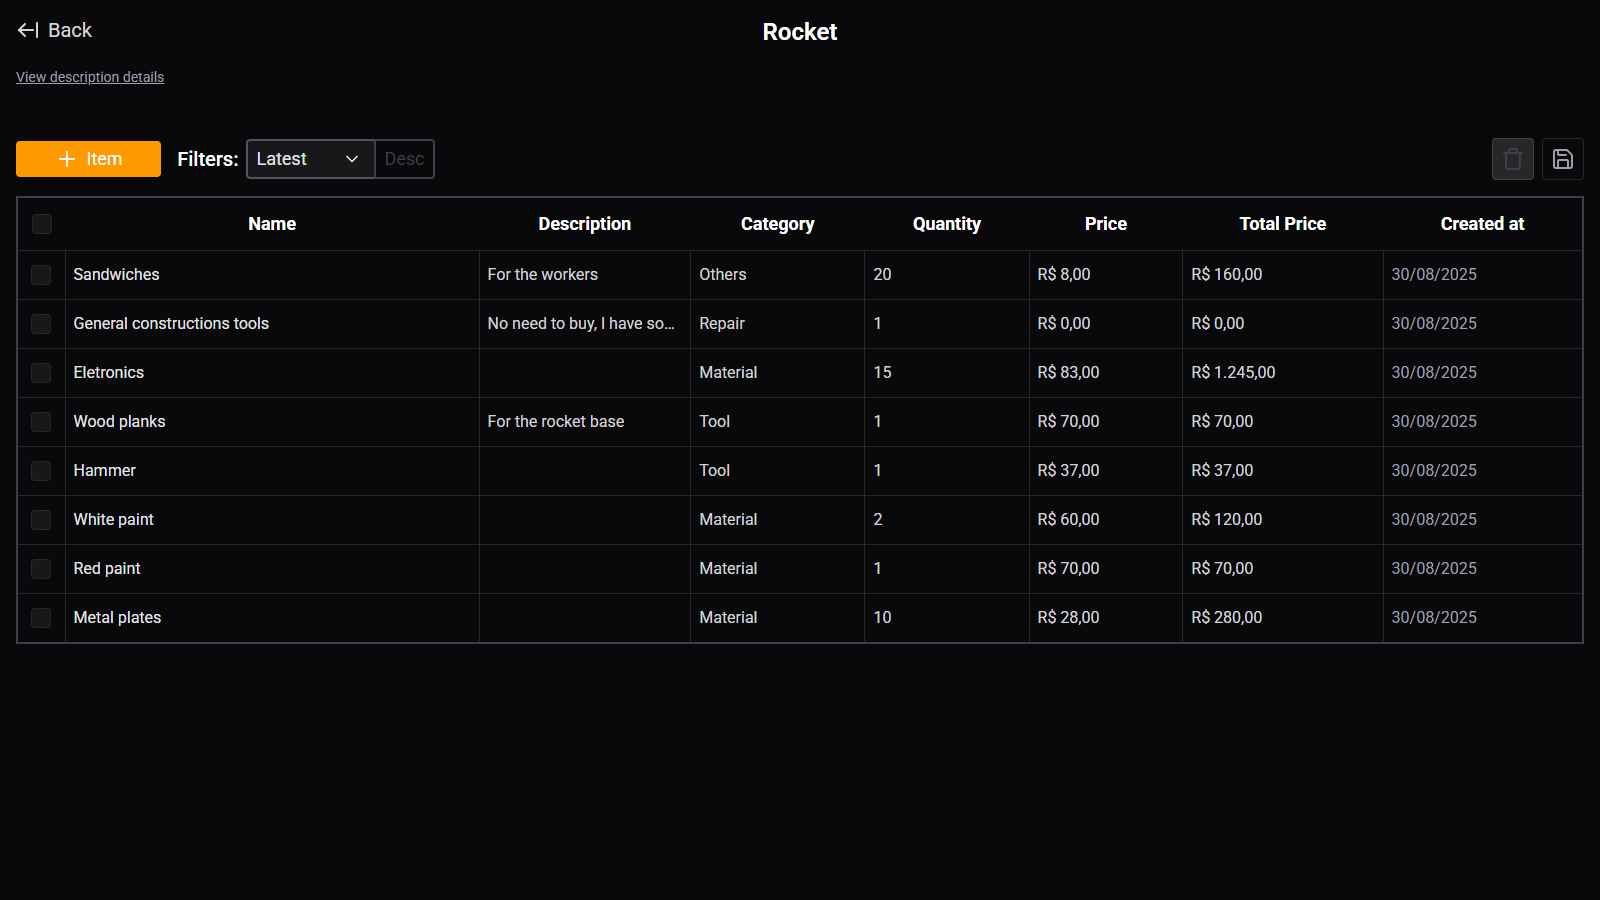 Back
Rocket
View description details
Item Filters: Latest Desc
Name Description Category Quantity Price Total Price Created at
Sandwiches For the workers Others 20 R$ 8,00 R$ 160,00 30/08/2025
General constructions tools No need to buy, I have so... Repair 1 R$ 0,00 R$ 0,00 30/08/2025
Eletronics Material 15 R$ 83,00 R$ 1.245,00 30/08/2025
Wood planks For the rocket base Tool 1 R$ 70,00 R$ 70,00 30/08/2025
Hammer Tool 1 R$ 37,00 R$ 37,00 30/08/2025
White paint Material 2 R$ 60,00 R$ 120,00 30/08/2025
Red paint Material 1 R$ 70,00 R$ 70,00 30/08/2025
Metal plates Material 10 R$ 28,00 R$ 280,00 30/08/2025